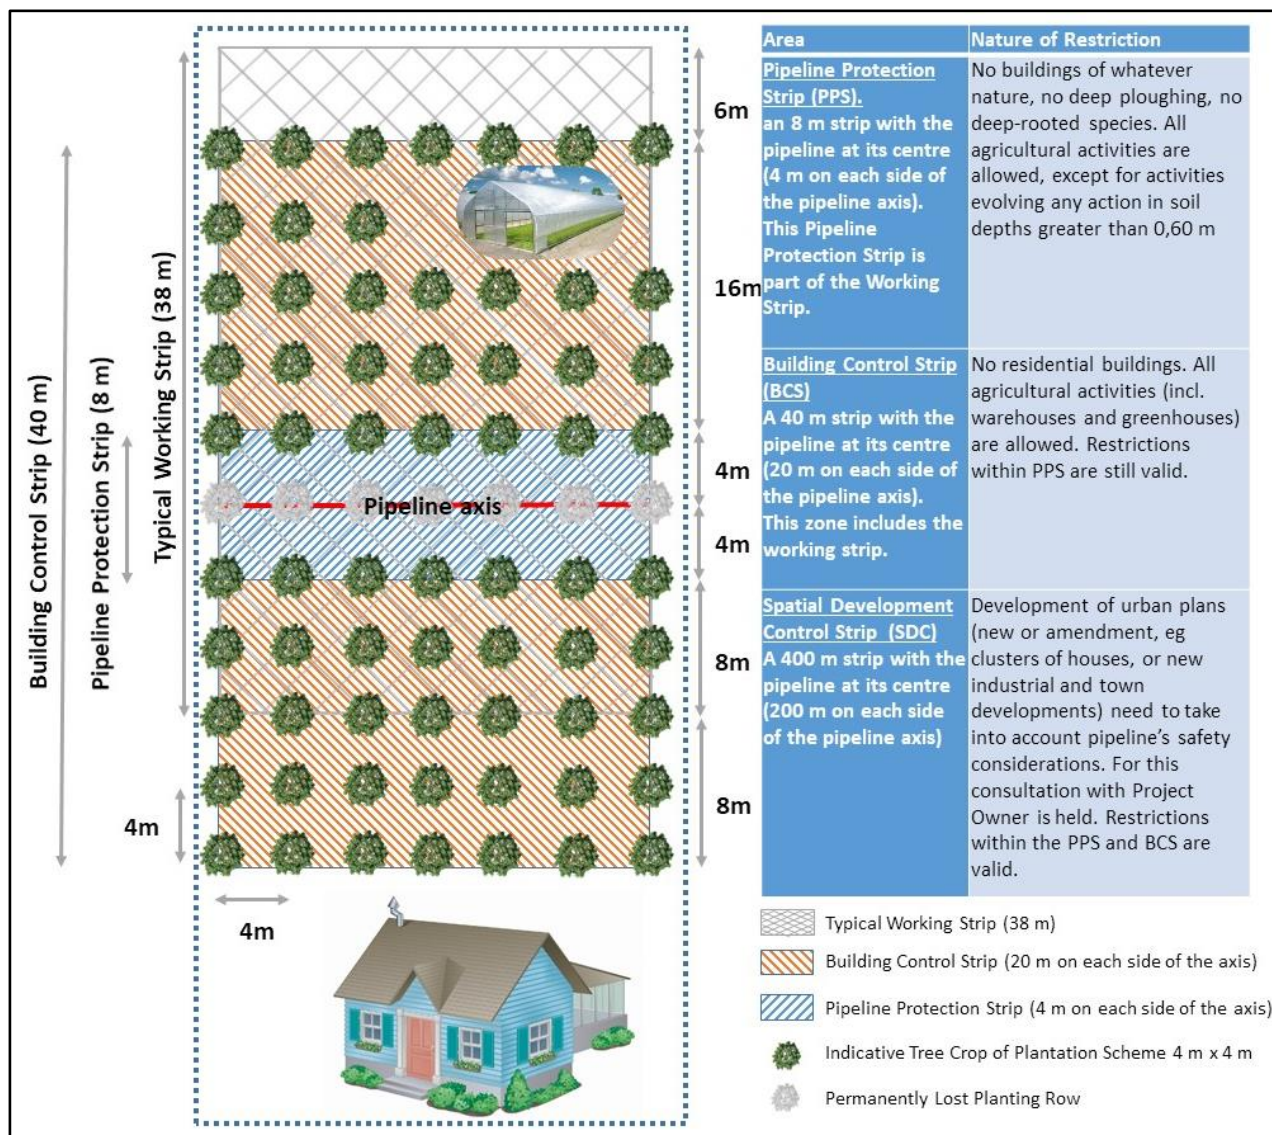 Building Control Strip (40 m)
Pipeline Protection Strip (8 m)
Typical Working Strip (38 m)
6m
16m
4m
4m
8m
8m
Pipeline axis
4m
4m
Area
Nature of Restriction
Pipeline Protection
Strip (PPS).
an 8 m strip with the
pipeline at its centre
(4 m on each side of
the pipeline axis).
This Pipeline
Protection Strip is
part of the Working
Strip.
No buildings of whatever
nature, no deep ploughing, no
deep-rooted species. All
agricultural activities are
allowed, except for activities
evolving any action in soil
depths greater than 0,60 m
Building Control Strip
(BCS)
A 40 m strip with the
pipeline at its centre
(20 m on each side of
the pipeline axis).
This zone includes the
working strip.
No residential buildings. All
agricultural activities (incl.
warehouses and greenhouses)
are allowed. Restrictions
within PPS are still valid.
Spatial Development
Control Strip (SDC)
A 400 m strip with the
pipeline at its centre
(200 m on each side
of the pipeline axis)
Development of urban plans
(new or amendment, eg
clusters of houses, or new
industrial and town
developments) need to take
into account pipeline’s safety
considerations. For this
consultation with Project
Owner is held. Restrictions
within the PPS and BCS are
valid.
Typical Working Strip (38 m)
Building Control Strip (20 m on each side of the axis)
Pipeline Protection Strip (4 m on each side of the axis)
Indicative Tree Crop of Plantation Scheme 4 m x 4 m
Permanently Lost Planting Row